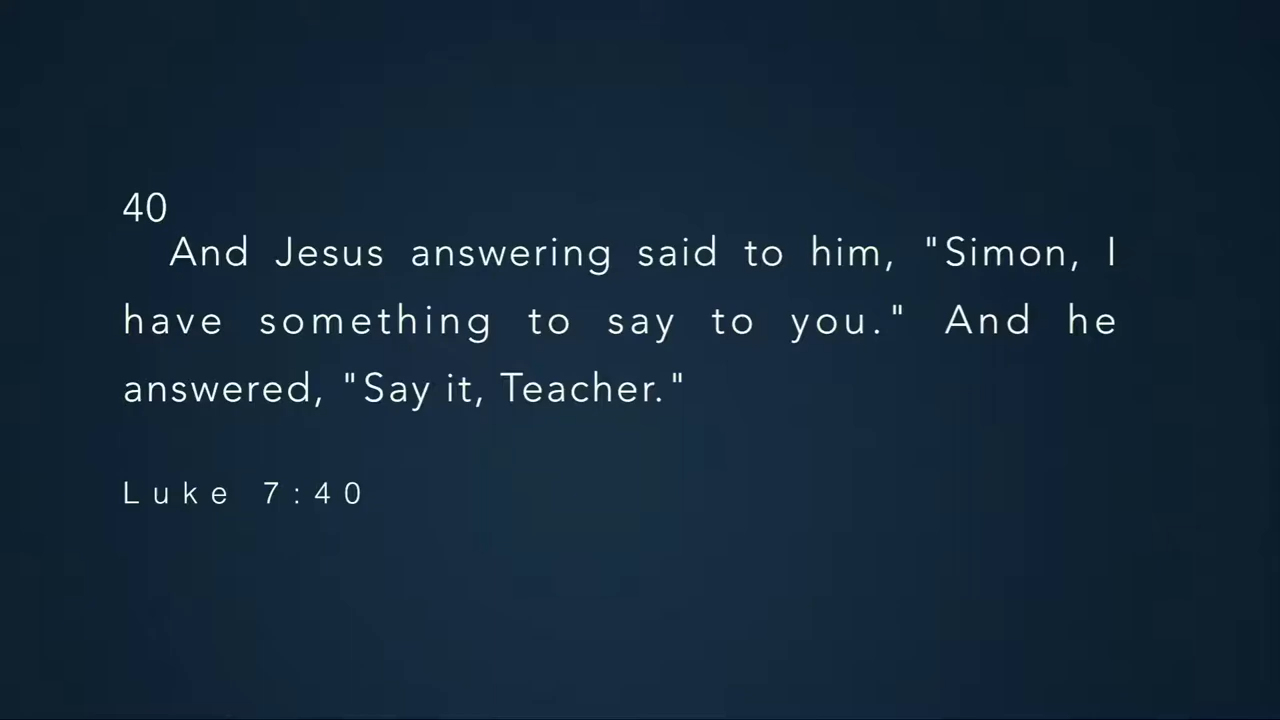 40
And Jesus answering said to him, "Simon, I
have something to say to you." And he
answered, "Say it, Teacher."
Luke 7:40